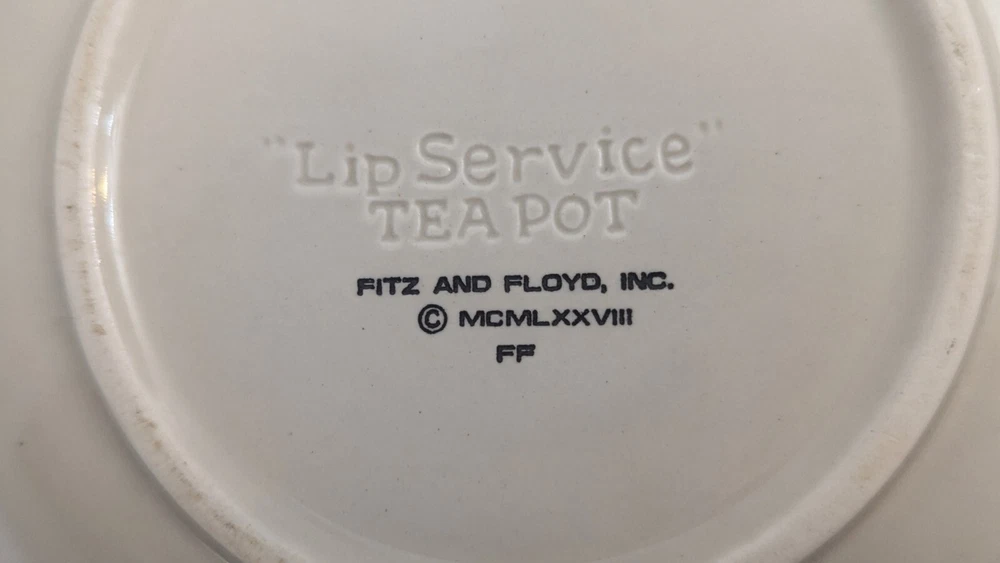 "Lip Service"
TEA POT
FITZ AND FLOYD, INC.
© MCMLXXVIII
FF